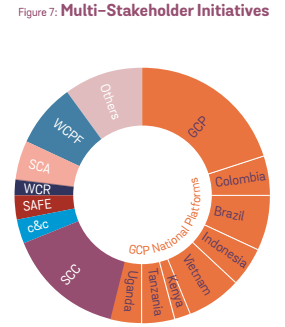 Figure 7: Multi-Stakeholder Initiatives
GCP
Colombia
Brazil
Indonesia
Vietnam
Kenya
Tanzania
Uganda
GCP National Platforms
SCC
c&c
SAFE
WCR
SCA
WCPF
Others